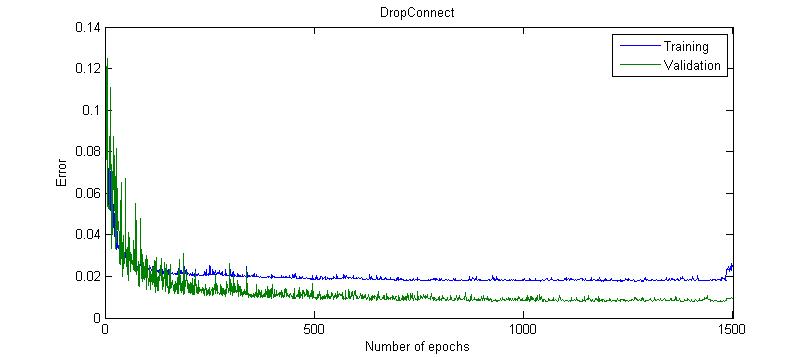 DropConnect
0.14
0.12
0.1
0.08
0.06
0.04
0.02
0
Error
Training
Validation
0
500
1000
1500
Number of epochs